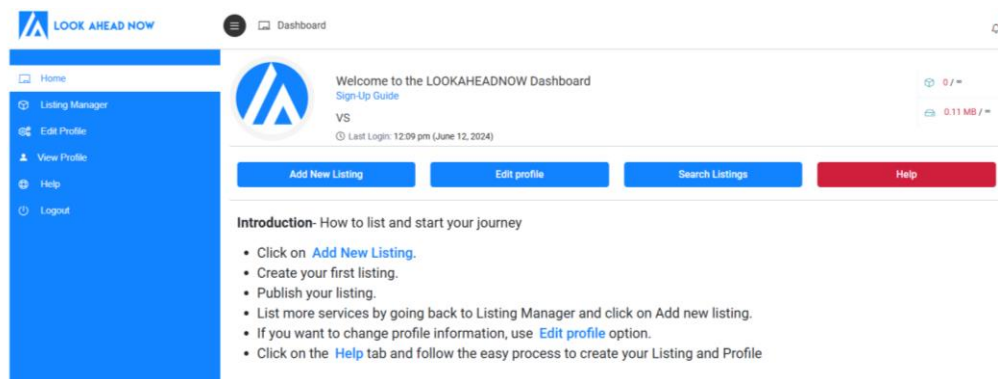 LOOK AHEAD NOW
Dashboard
Home
Listing Manager
Edit Profile
View Profile
Help
Logout
Welcome to the LOOKAHEADNOW Dashboard
Sign-Up Guide
VS
Last Login: 12:09 pm (June 12, 2024)
0 / ∞
0.11 MB / ∞
Add New Listing
Edit profile
Search Listings
Help
Introduction- How to list and start your journey
• Click on Add New Listing.
• Create your first listing.
• Publish your listing.
• List more services by going back to Listing Manager and click on Add new listing.
• If you want to change profile information, use Edit profile option.
• Click on the Help tab and follow the easy process to create your Listing and Profile